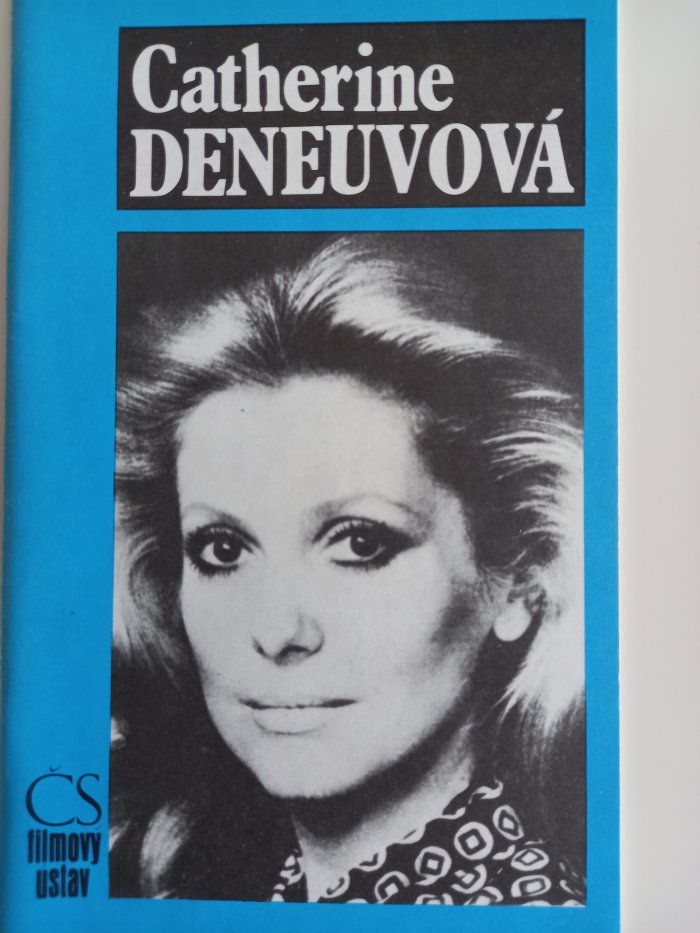 Catherine
DENEUVOVÁ
ČS
filmový
ústav